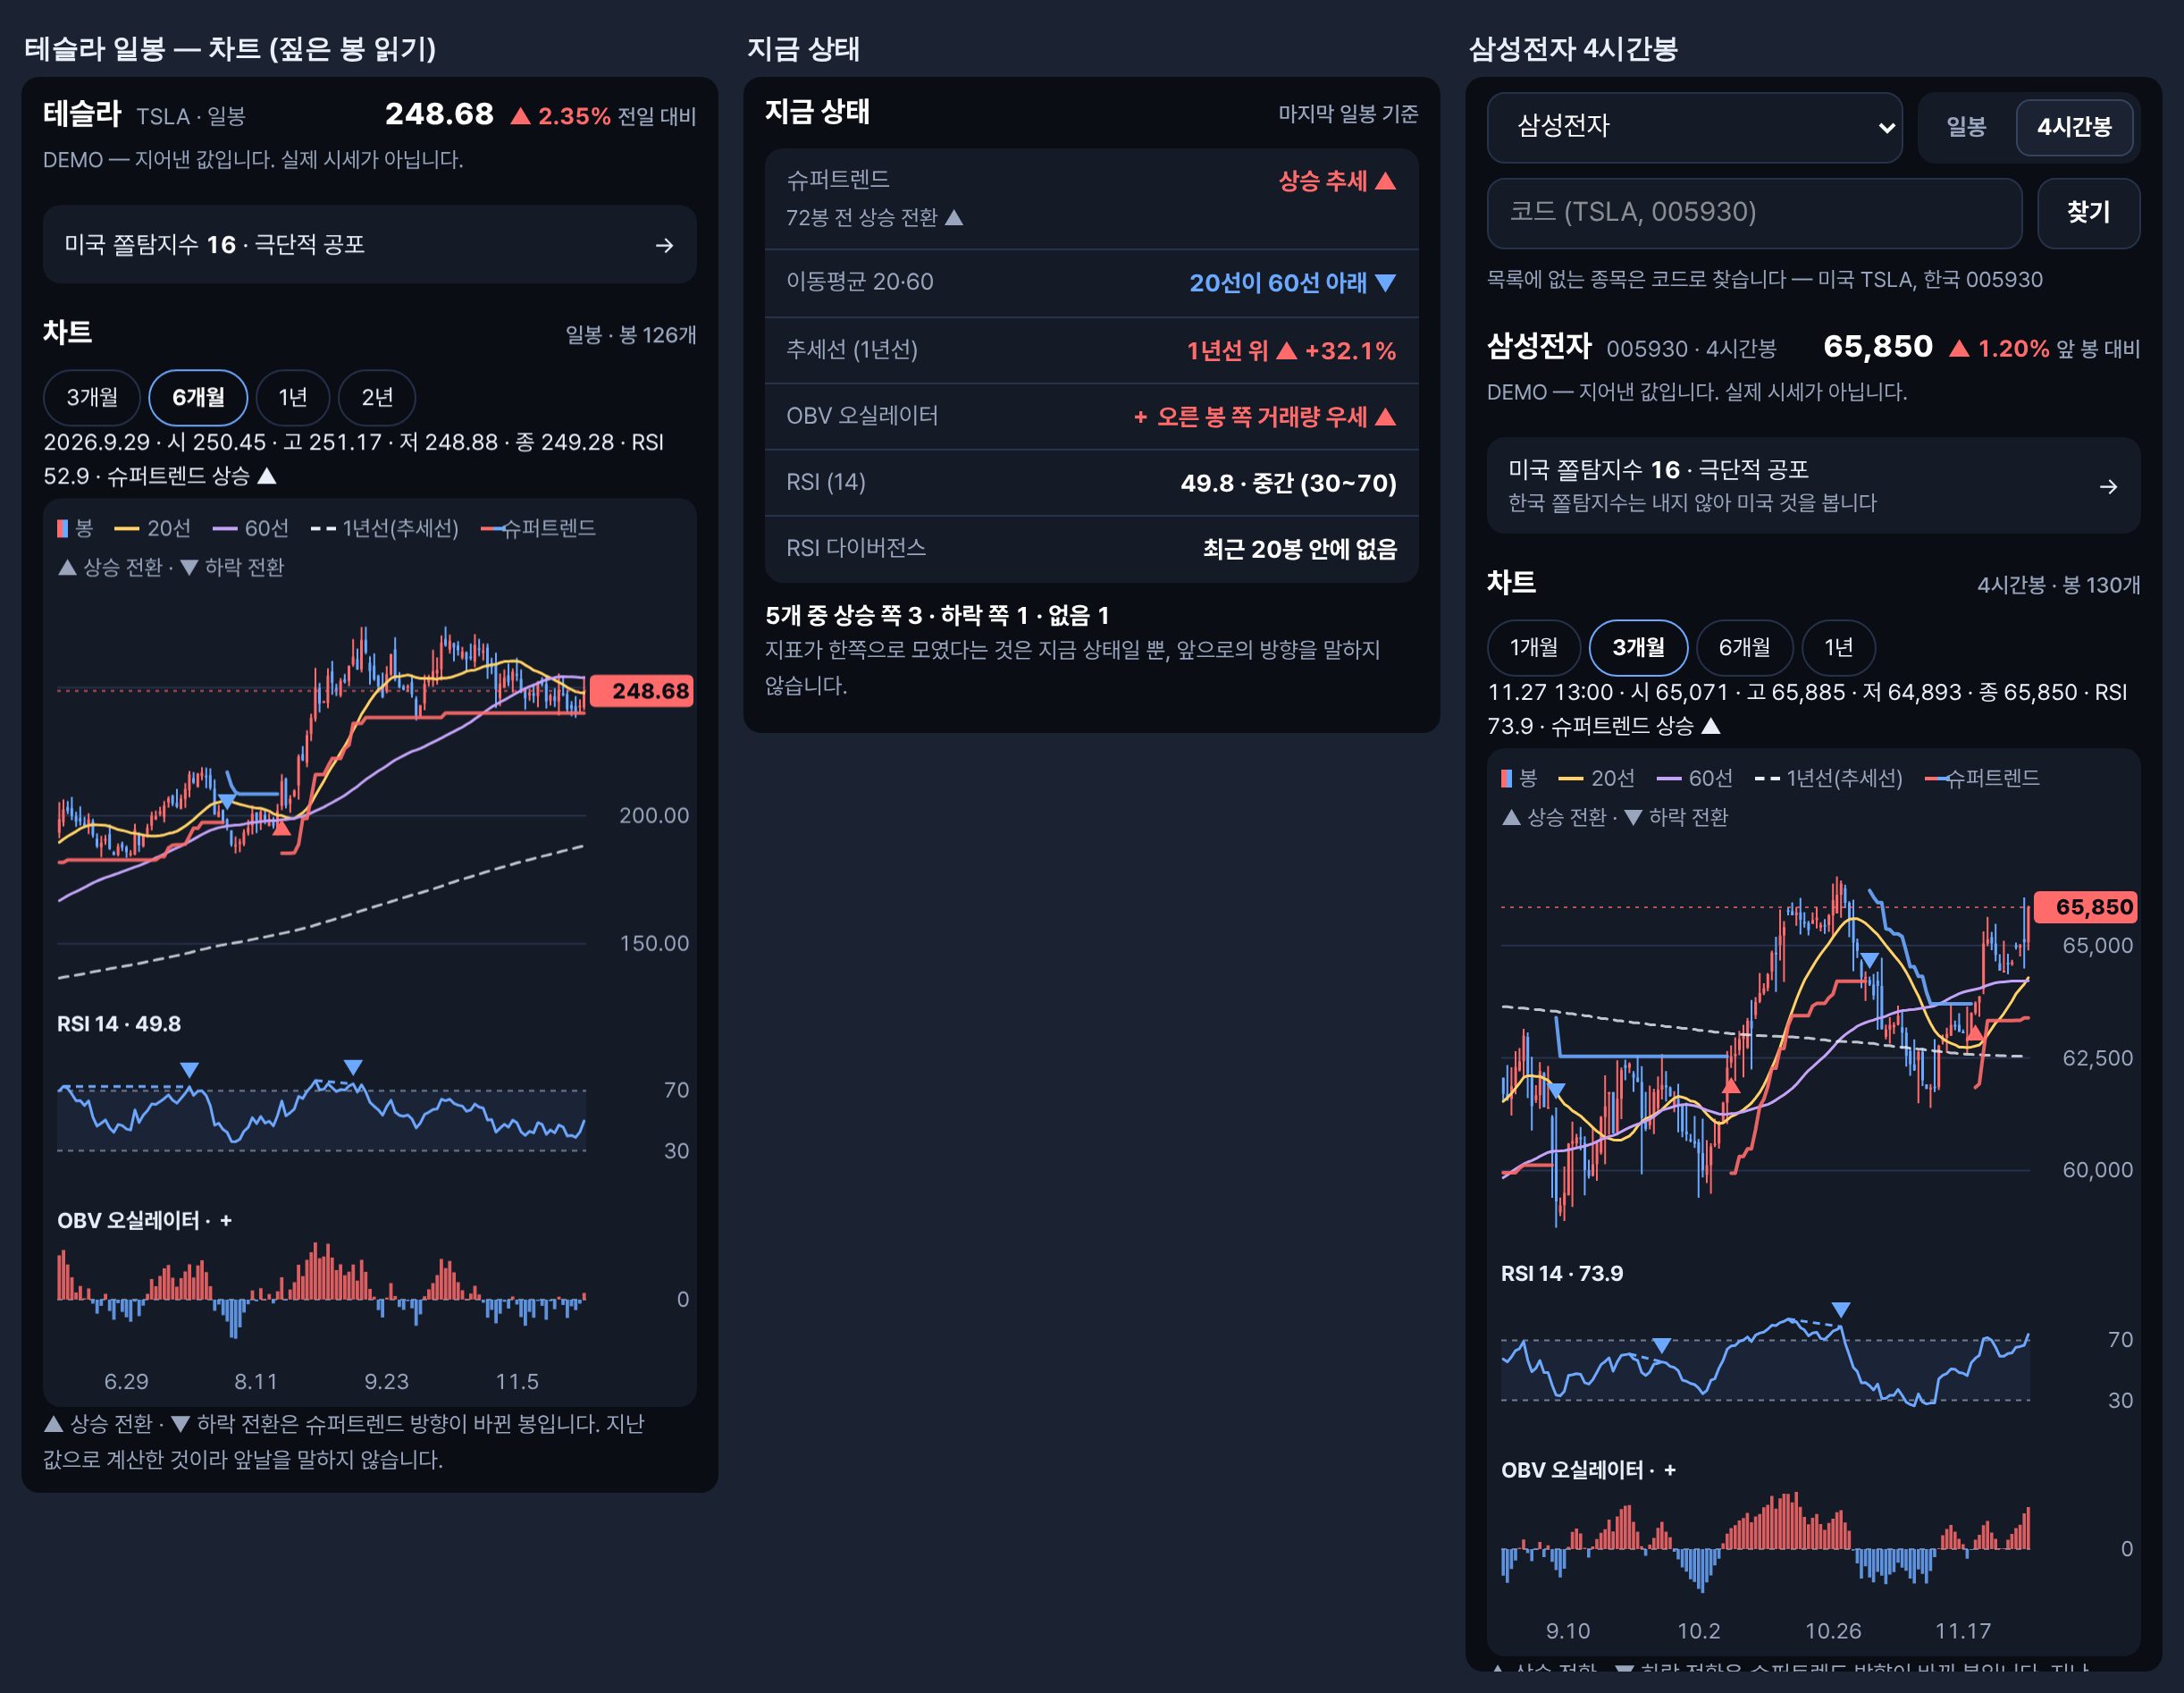 테슬라 일봉 — 차트 (짚은 봉 읽기)
테슬라 TSLA · 일봉 248.68 ▲ 2.35% 전일 대비
DEMO — 지어낸 값입니다. 실제 시세가 아닙니다.
미국 쫄탐지수 16 · 극단적 공포 →
차트 일봉 · 봉 126개
3개월 6개월 1년 2년
2026.9.29 · 시 250.45 · 고 251.17 · 저 248.88 · 종 249.28 · RSI
52.9 · 슈퍼트렌드 상승 ▲
봉 20선 60선 1년선(추세선) 슈퍼트렌드
▲ 상승 전환 · ▼ 하락 전환
248.68
200.00
150.00
RSI 14 · 49.8
70
30
OBV 오실레이터 · +
0
6.29 8.11 9.23 11.5
▲ 상승 전환 · ▼ 하락 전환은 슈퍼트렌드 방향이 바뀐 봉입니다. 지난
값으로 계산한 것이라 앞날을 말하지 않습니다.
지금 상태
지금 상태 마지막 일봉 기준
슈퍼트렌드 상승 추세 ▲
72봉 전 상승 전환 ▲
이동평균 20·60 20선이 60선 아래 ▼
추세선 (1년선) 1년선 위 ▲ +32.1%
OBV 오실레이터 + 오른 봉 쪽 거래량 우세 ▲
RSI (14) 49.8 · 중간 (30~70)
RSI 다이버전스 최근 20봉 안에 없음
5개 중 상승 쪽 3 · 하락 쪽 1 · 없음 1
지표가 한쪽으로 모였다는 것은 지금 상태일 뿐, 앞으로의 방향을 말하지
않습니다.
삼성전자 4시간봉
삼성전자 일봉 4시간봉
코드 (TSLA, 005930) 찾기
목록에 없는 종목은 코드로 찾습니다 — 미국 TSLA, 한국 005930
삼성전자 005930 · 4시간봉 65,850 ▲ 1.20% 앞 봉 대비
DEMO — 지어낸 값입니다. 실제 시세가 아닙니다.
미국 쫄탐지수 16 · 극단적 공포
한국 쫄탐지수는 내지 않아 미국 것을 봅니다 →
차트 4시간봉 · 봉 130개
1개월 3개월 6개월 1년
11.27 13:00 · 시 65,071 · 고 65,885 · 저 64,893 · 종 65,850 · RSI
73.9 · 슈퍼트렌드 상승 ▲
봉 20선 60선 1년선(추세선) 슈퍼트렌드
▲ 상승 전환 · ▼ 하락 전환
65,850
65,000
62,500
60,000
RSI 14 · 73.9
70
30
OBV 오실레이터 · +
0
9.10 10.2 10.26 11.17
▲ 상승 전환 · ▼ 하락 전환은 슈퍼트렌드 방향이 바뀐 봉입니다. 지난